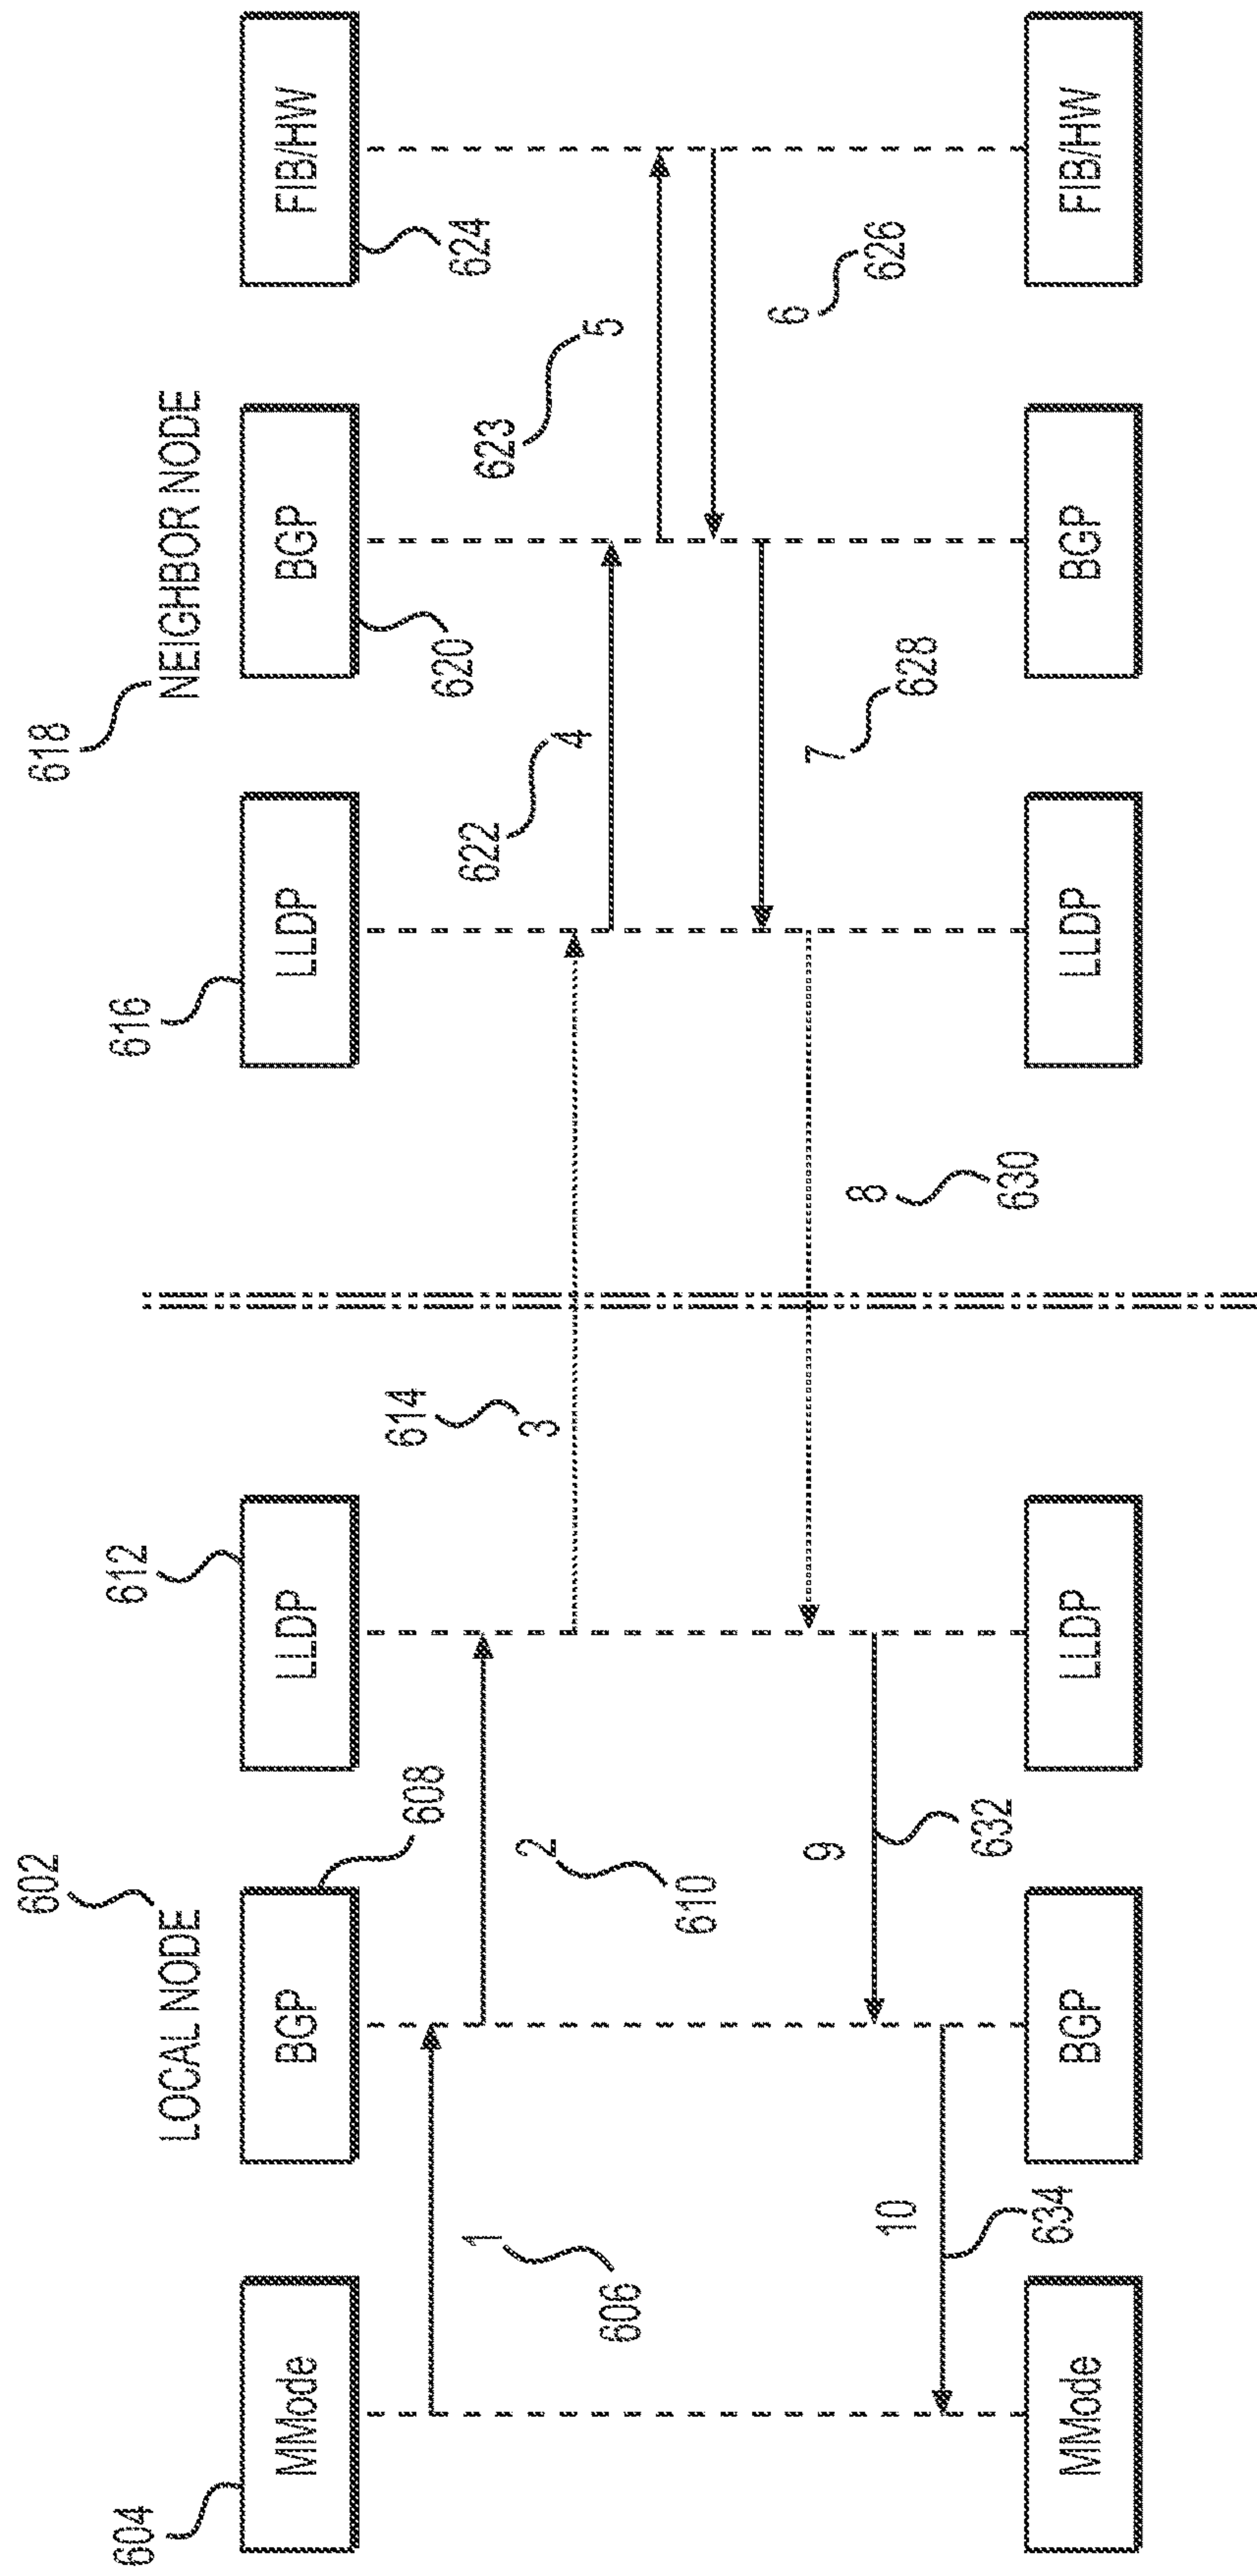 602
LOCAL NODE
618
NEIGHBOR NODE
604
608
612
616
620
624
MMode
BGP
LLDP
LLDP
BGP
FIB/HW
1
606
2
610
614
3
622
4
623
5
6
626
7
628
8
630
9
632
10
634
MMode
BGP
LLDP
LLDP
BGP
FIB/HW